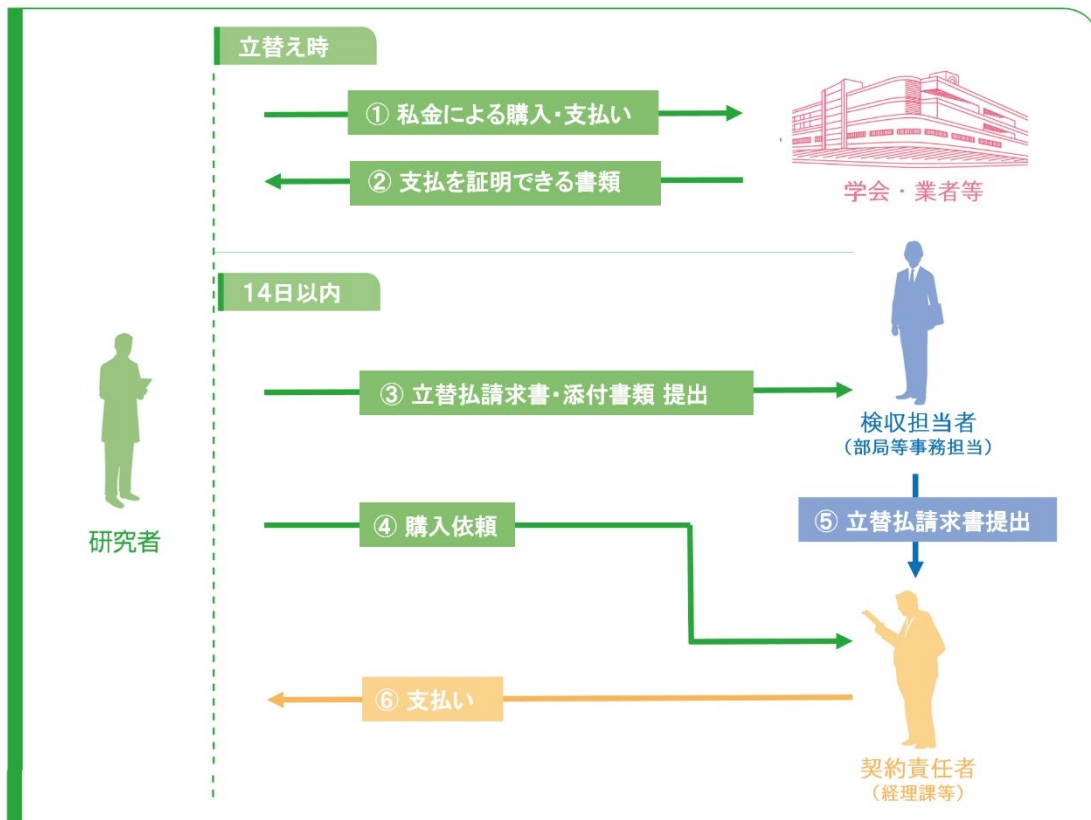 立替え時
① 私金による購入・支払い
② 支払を証明できる書類
学会・業者等
14日以内
③ 立替払請求書・添付書類 提出
検収担当者
（部局等事務担当）
④ 購入依頼
⑤ 立替払請求書提出
研究者
⑥ 支払い
契約責任者
（経理課等）